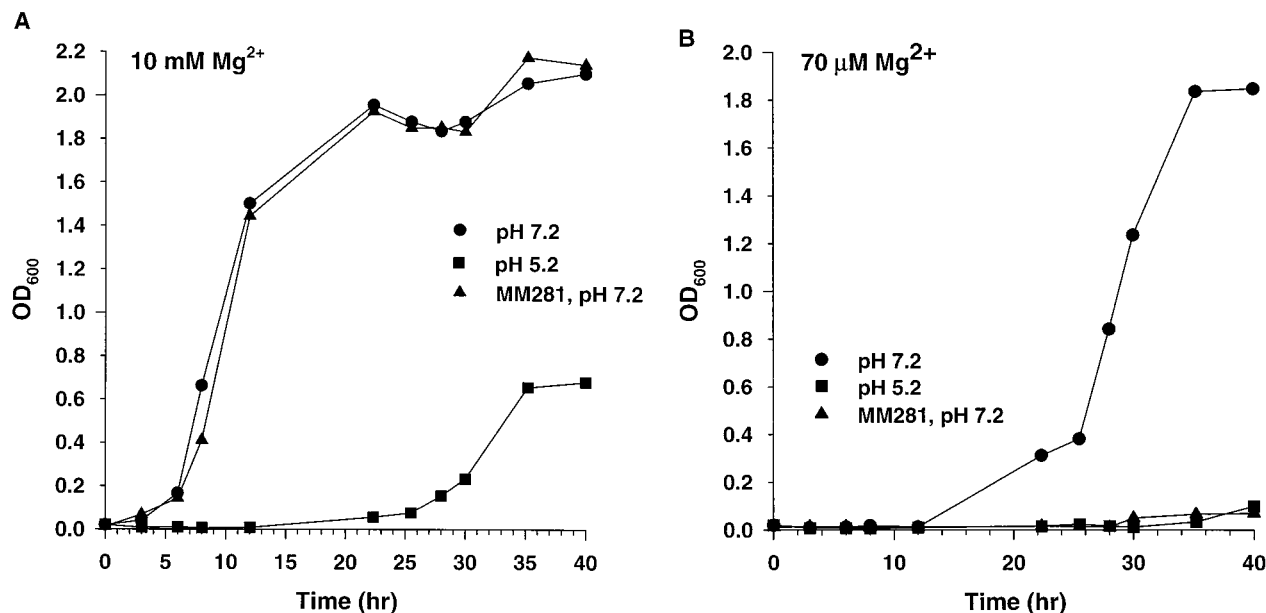 A
10 mM Mg²⁺
2.2
2.0
1.8
1.6
1.4
1.2
1.0
0.8
0.6
0.4
0.2
0.0
OD₆₀₀
pH 7.2
pH 5.2
MM281, pH 7.2
0 5 10 15 20 25 30 35 40
Time (hr)
B
70 µM Mg²⁺
2.0
1.8
1.6
1.4
1.2
1.0
0.8
0.6
0.4
0.2
0.0
OD₆₀₀
pH 7.2
pH 5.2
MM281, pH 7.2
0 10 20 30 40
Time (hr)